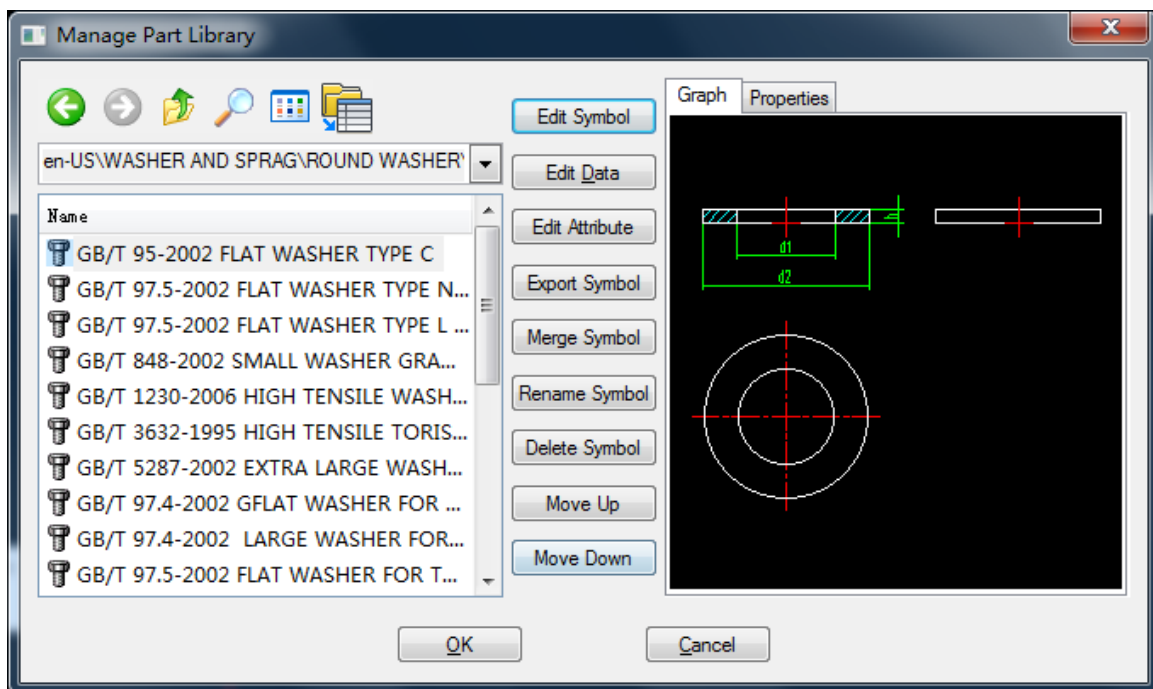 Manage Part Library
en-US\WASHER AND SPRAG\ROUND WASHER\
Name
GB/T 95-2002 FLAT WASHER TYPE C
GB/T 97.5-2002 FLAT WASHER TYPE N...
GB/T 97.5-2002 FLAT WASHER TYPE L ...
GB/T 848-2002 SMALL WASHER GRA...
GB/T 1230-2006 HIGH TENSILE WASH...
GB/T 3632-1995 HIGH TENSILE TORIS...
GB/T 5287-2002 EXTRA LARGE WASH...
GB/T 97.4-2002 GFLAT WASHER FOR ...
GB/T 97.4-2002 LARGE WASHER FOR...
GB/T 97.5-2002 FLAT WASHER FOR T...
Edit Symbol
Edit Data
Edit Attribute
Export Symbol
Merge Symbol
Rename Symbol
Delete Symbol
Move Up
Move Down
Graph
Properties
h
d1
d2
OK
Cancel